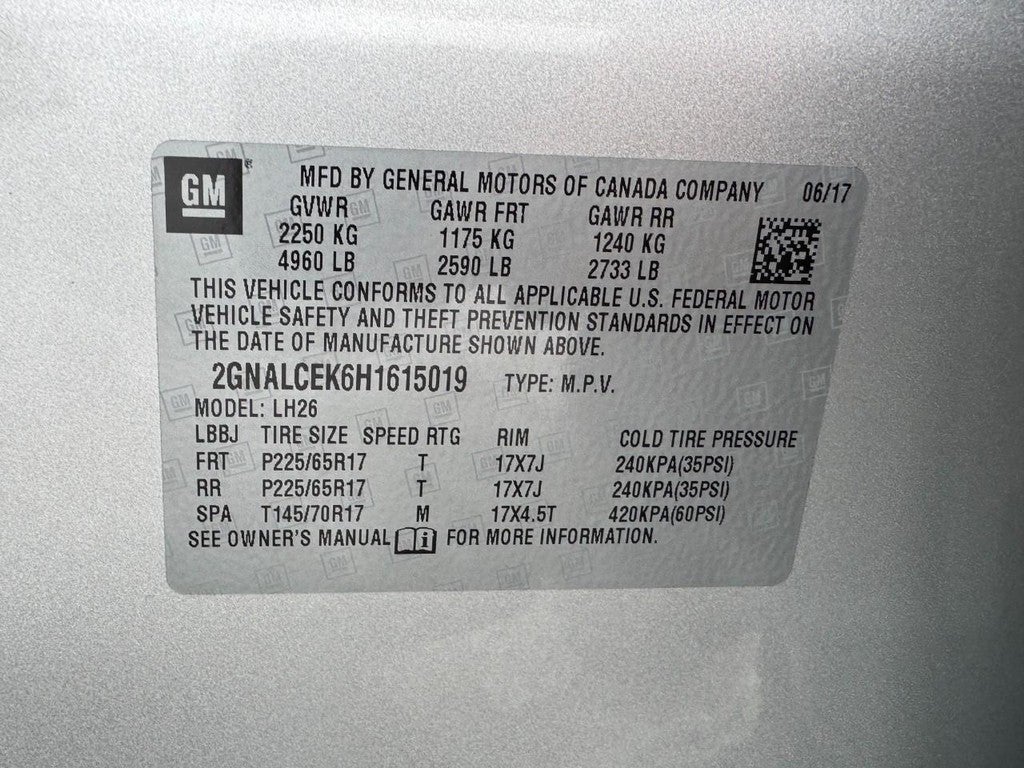 GM
MFD BY GENERAL MOTORS OF CANADA COMPANY 06/17
GVWR GAWR FRT GAWR RR
2250 KG 1175 KG 1240 KG
4960 LB 2590 LB 2733 LB
THIS VEHICLE CONFORMS TO ALL APPLICABLE U.S. FEDERAL MOTOR
VEHICLE SAFETY AND THEFT PREVENTION STANDARDS IN EFFECT ON
THE DATE OF MANUFACTURE SHOWN ABOVE.
2GNALCEK6H1615019 TYPE: M.P.V.
MODEL: LH26
LBBJ TIRE SIZE SPEED RTG RIM COLD TIRE PRESSURE
FRT P225/65R17 T 17X7J 240KPA(35PSI)
RR P225/65R17 T 17X7J 240KPA(35PSI)
SPA T145/70R17 M 17X4.5T 420KPA(60PSI)
SEE OWNER'S MANUAL i FOR MORE INFORMATION.